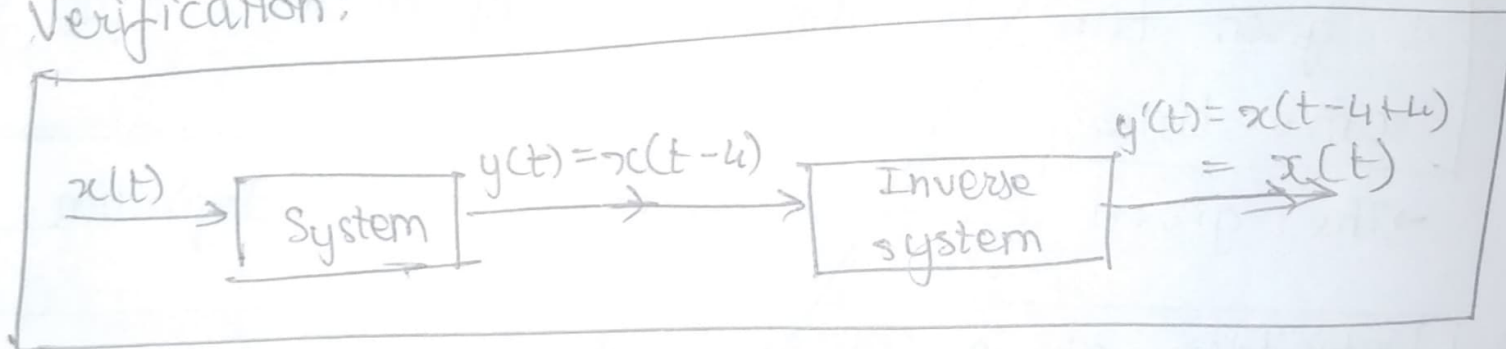 Verification.
x(t)
System
y(t)=x(t-4)
Inverse
system
y'(t)= x(t-4+4)
= x(t)